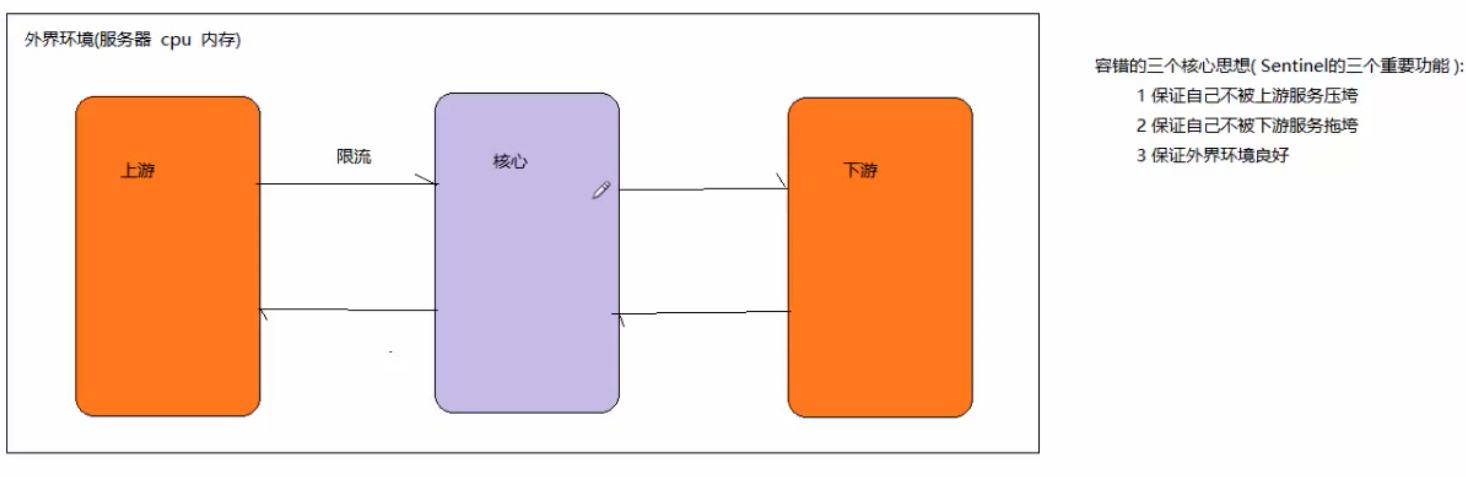 外界环境(服务器 cpu 内存)
容错的三个核心思想( Sentinel的三个重要功能 ):
1 保证自己不被上游服务压垮
2 保证自己不被下游服务拖垮
3 保证外界环境良好
上游
限流
核心
下游